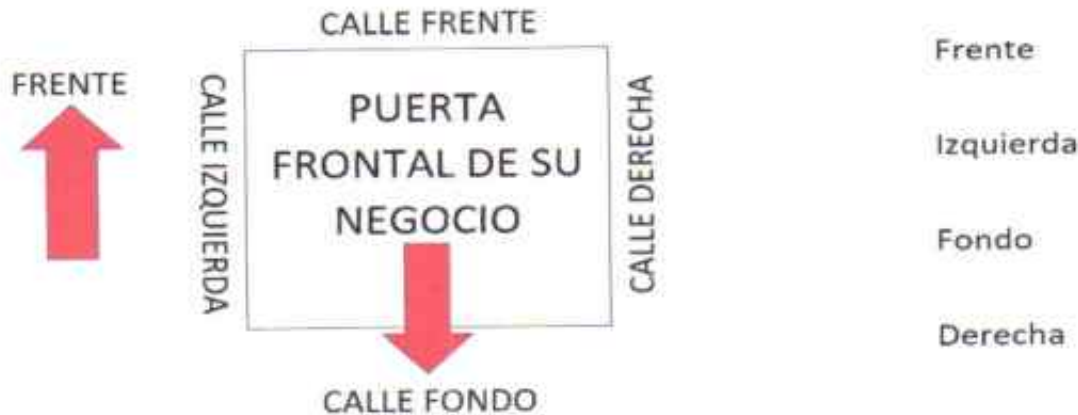 CALLE FRENTE
FRENTE
CALLE IZQUIERDA
PUERTA
FRONTAL DE SU
NEGOCIO
CALLE DERECHA
CALLE FONDO
Frente
Izquierda
Fondo
Derecha